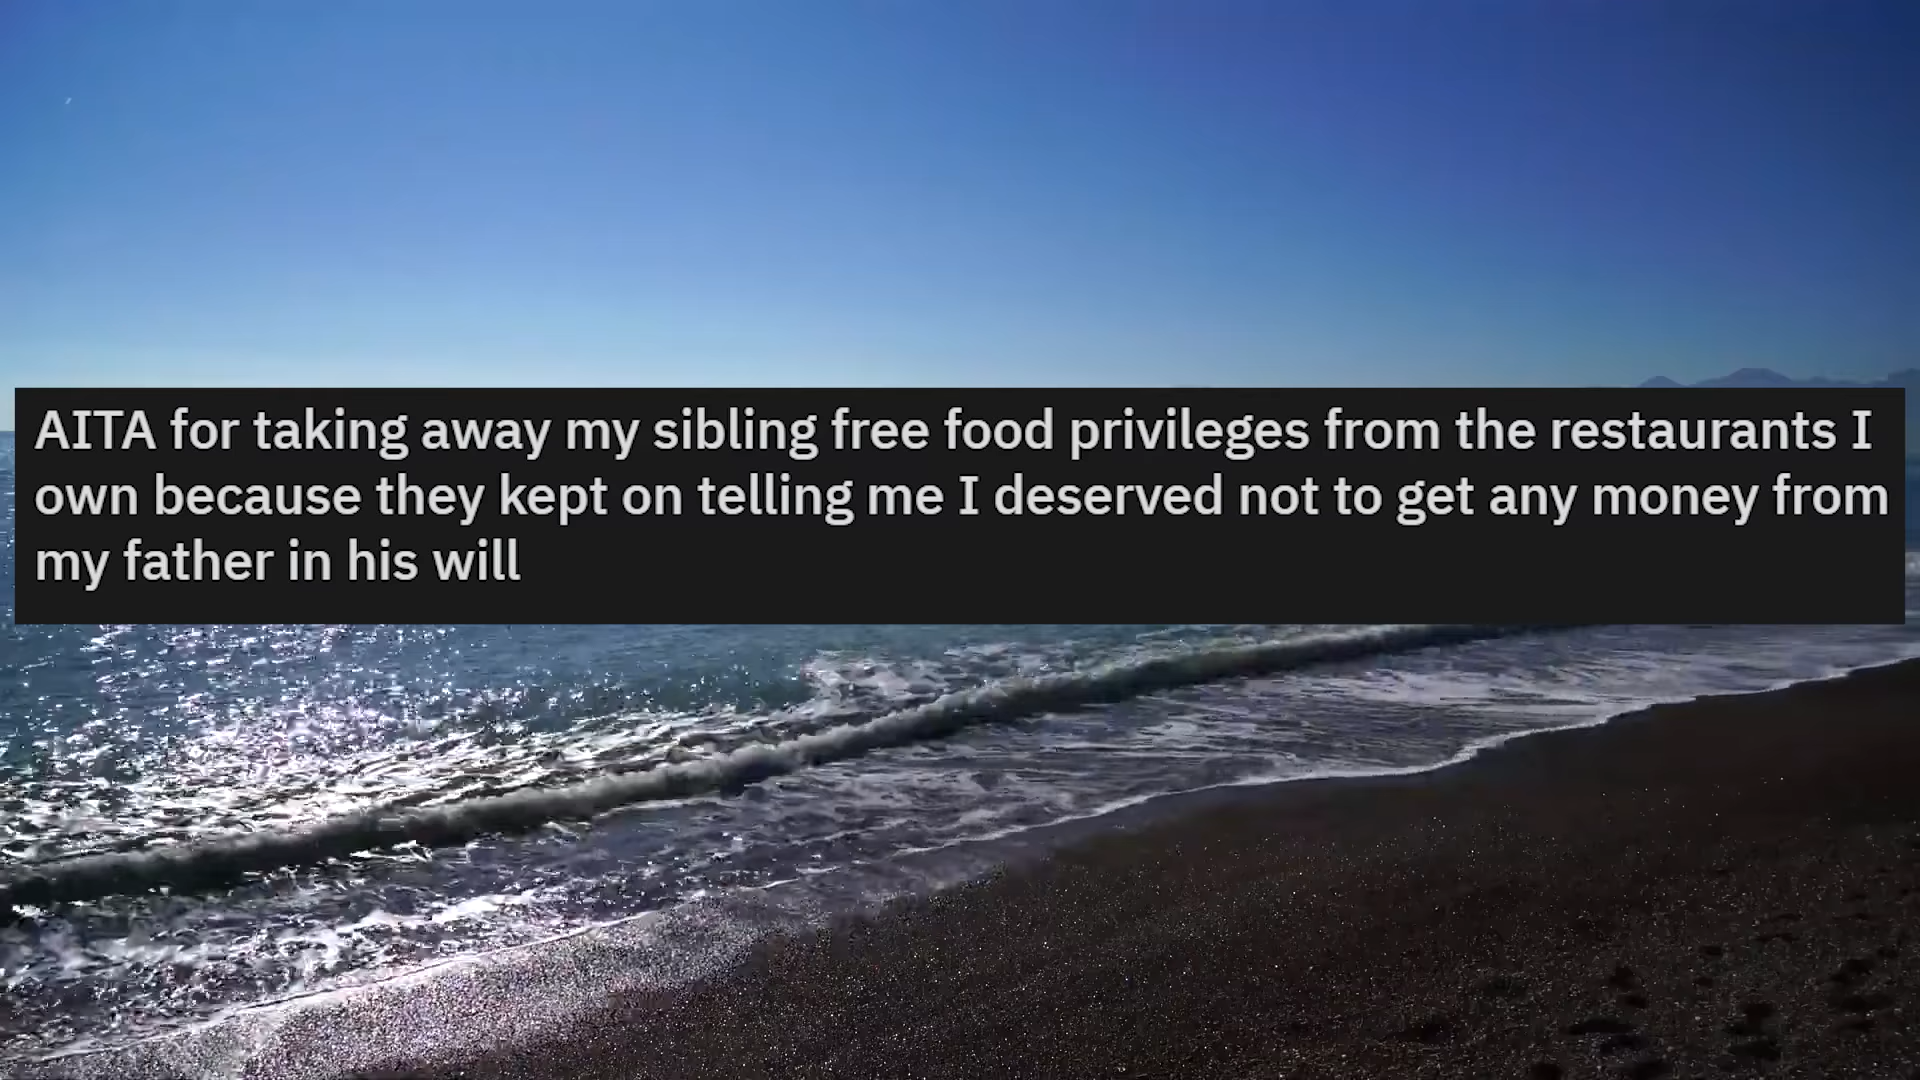 AITA for taking away my sibling free food privileges from the restaurants I
own because they kept on telling me I deserved not to get any money from
my father in his will